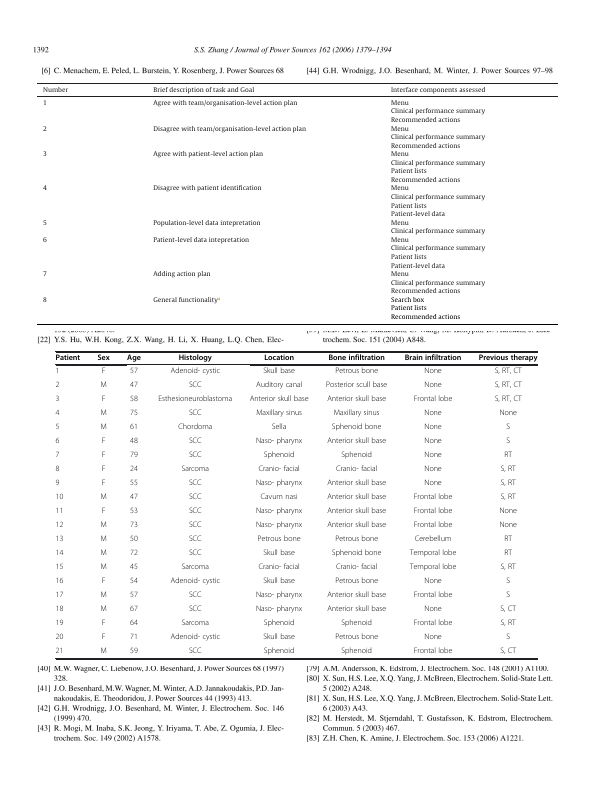 1392
S.S. Zhang / Journal of Power Sources 162 (2006) 1379–1394
[6] C. Menachem, E. Peled, L. Burstein, Y. Rosenberg, J. Power Sources 68
[44] G.H. Wrodnigg, J.O. Besenhard, M. Winter, J. Power Sources 97–98
Number Brief description of task and Goal Interface components assessed
1 Agree with team/organisation-level action plan Menu
Clinical performance summary
Recommended actions
2 Disagree with team/organisation-level action plan Menu
Clinical performance summary
Recommended actions
3 Agree with patient-level action plan Menu
Clinical performance summary
Patient lists
Recommended actions
4 Disagree with patient identification Menu
Clinical performance summary
Patient lists
Patient-level data
5 Population-level data intepretation Menu
Clinical performance summary
6 Patient-level data intepretation Menu
Clinical performance summary
Patient lists
Patient-level data
7 Adding action plan Menu
Clinical performance summary
Recommended actions
8 General functionalityᵃ Search box
Patient lists
Recommended actions
[22] Y.S. Hu, W.H. Kong, Z.X. Wang, H. Li, X. Huang, L.Q. Chen, Elec-
trochem. Soc. 151 (2004) A848.
Patient Sex Age Histology Location Bone infiltration Brain infiltration Previous therapy
1 F 57 Adenoid- cystic Skull base Petrous bone None S, RT, CT
2 M 47 SCC Auditory canal Posterior scull base None S, RT, CT
3 F 58 Esthesioneuroblastoma Anterior skull base Anterior skull base Frontal lobe S, RT, CT
4 M 75 SCC Maxillary sinus Maxillary sinus None None
5 M 61 Chordoma Sella Sphenoid bone None S
6 F 48 SCC Naso- pharynx Anterior skull base None S
7 F 79 SCC Sphenoid Sphenoid None RT
8 F 24 Sarcoma Cranio- facial Cranio- facial None S, RT
9 F 55 SCC Naso- pharynx Anterior skull base None S, RT
10 M 47 SCC Cavum nasi Anterior skull base Frontal lobe S, RT
11 F 53 SCC Naso- pharynx Anterior skull base Frontal lobe None
12 M 73 SCC Naso- pharynx Anterior skull base Frontal lobe None
13 M 50 SCC Petrous bone Petrous bone Cerebellum RT
14 M 72 SCC Skull base Sphenoid bone Temporal lobe RT
15 M 45 Sarcoma Cranio- facial Cranio- facial Temporal lobe S, RT
16 F 54 Adenoid- cystic Skull base Petrous bone None S
17 M 57 SCC Naso- pharynx Anterior skull base Frontal lobe S
18 M 67 SCC Naso- pharynx Anterior skull base None S, CT
19 F 64 Sarcoma Sphenoid Sphenoid Frontal lobe S, RT
20 F 71 Adenoid- cystic Skull base Petrous bone None S
21 M 59 SCC Sphenoid Sphenoid Frontal lobe S, CT
[40] M.W. Wagner, C. Liebenow, J.O. Besenhard, J. Power Sources 68 (1997)
328.
[41] J.O. Besenhard, M.W. Wagner, M. Winter, A.D. Jannakoudakis, P.D. Jan-
nakoudakis, E. Theodoridou, J. Power Sources 44 (1993) 413.
[42] G.H. Wrodnigg, J.O. Besenhard, M. Winter, J. Electrochem. Soc. 146
(1999) 470.
[43] R. Mogi, M. Inaba, S.K. Jeong, Y. Iriyama, T. Abe, Z. Ogumia, J. Elec-
trochem. Soc. 149 (2002) A1578.
[79] A.M. Andersson, K. Edstrom, J. Electrochem. Soc. 148 (2001) A1100.
[80] X. Sun, H.S. Lee, X.Q. Yang, J. McBreen, Electrochem. Solid-State Lett.
5 (2002) A248.
[81] X. Sun, H.S. Lee, X.Q. Yang, J. McBreen, Electrochem. Solid-State Lett.
6 (2003) A43.
[82] M. Herstedt, M. Stjerndahl, T. Gustafsson, K. Edstrom, Electrochem.
Commun. 5 (2003) 467.
[83] Z.H. Chen, K. Amine, J. Electrochem. Soc. 153 (2006) A1221.